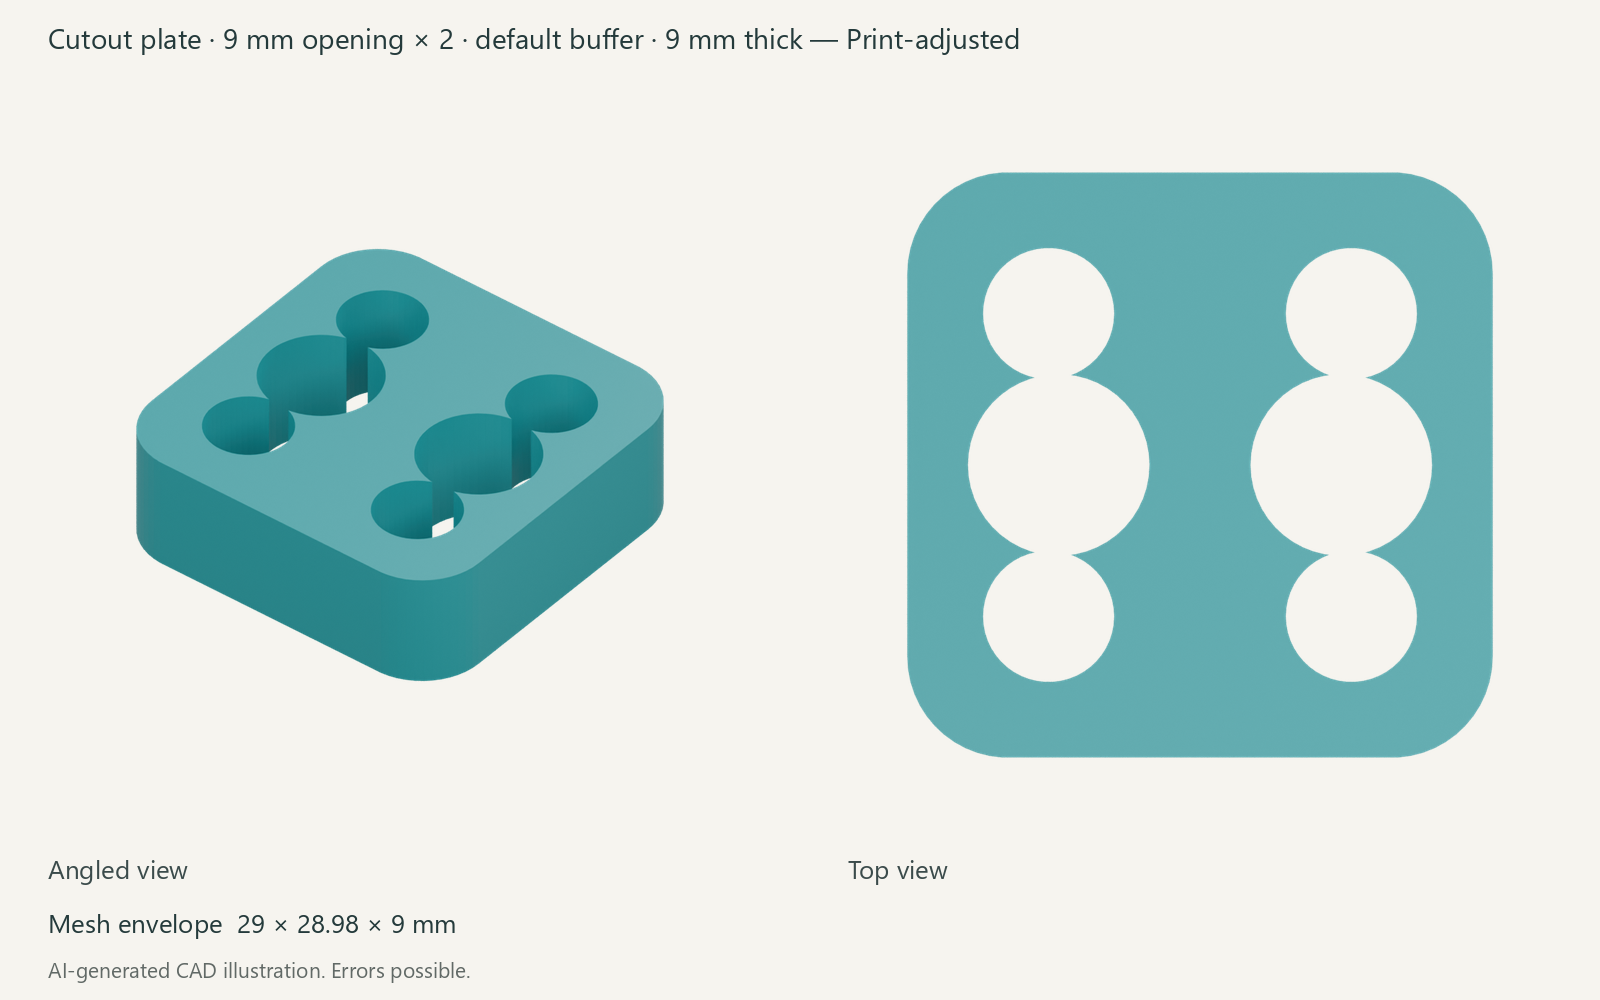 Cutout plate · 9 mm opening × 2 · default buffer · 9 mm thick — Print-adjusted
Angled view
Top view
Mesh envelope 29 × 28.98 × 9 mm
AI-generated CAD illustration. Errors possible.